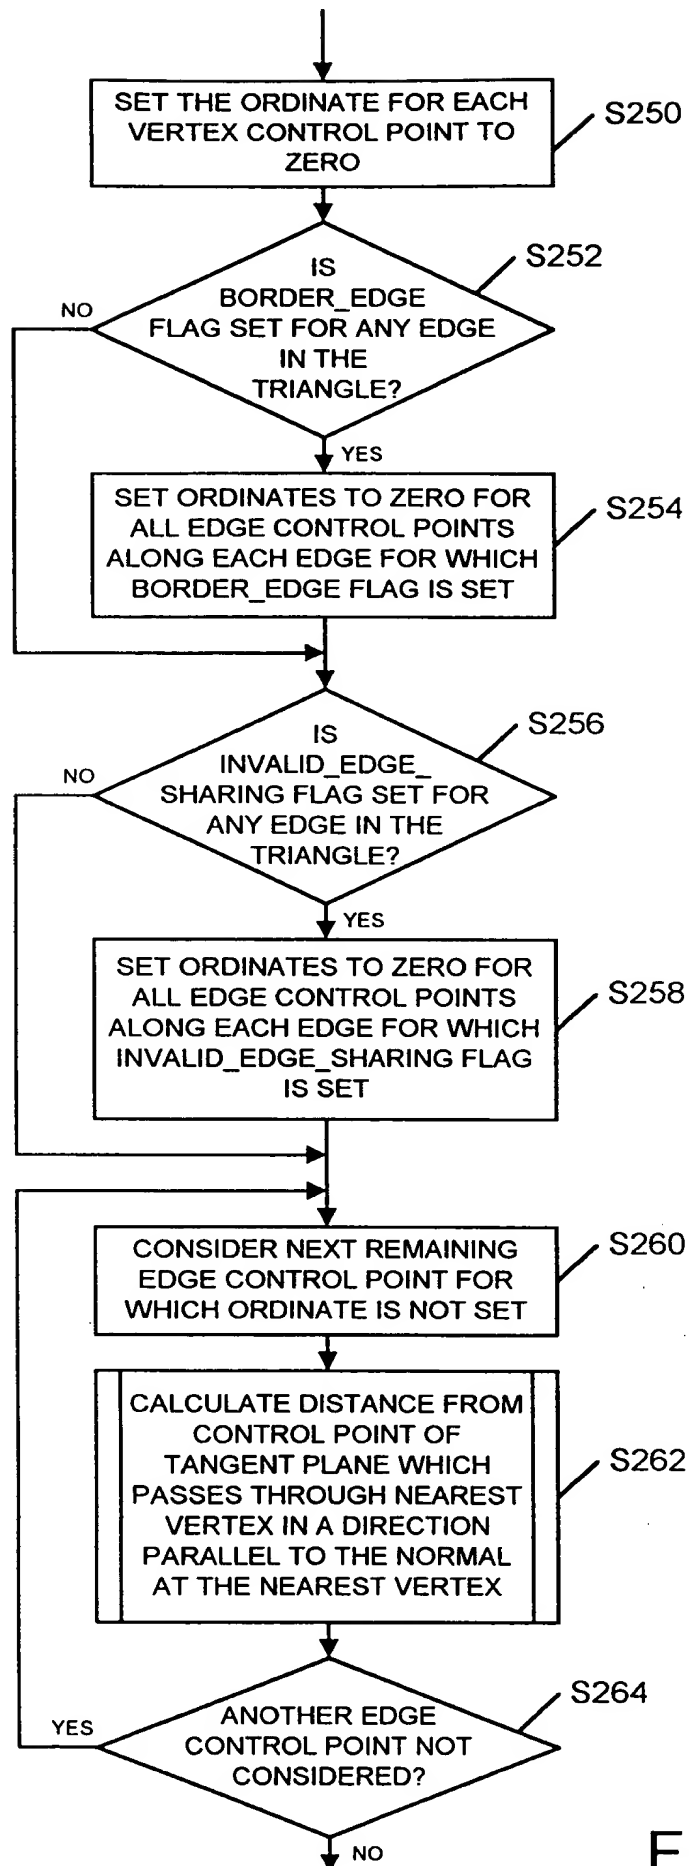 SET THE ORDINATE FOR EACH
VERTEX CONTROL POINT TO
ZERO
S250
IS
BORDER_EDGE
FLAG SET FOR ANY EDGE
IN THE
TRIANGLE?
S252
NO
YES
SET ORDINATES TO ZERO FOR
ALL EDGE CONTROL POINTS
ALONG EACH EDGE FOR WHICH
BORDER_EDGE FLAG IS SET
S254
IS
INVALID_EDGE_
SHARING FLAG SET FOR
ANY EDGE IN THE
TRIANGLE?
S256
NO
YES
SET ORDINATES TO ZERO FOR
ALL EDGE CONTROL POINTS
ALONG EACH EDGE FOR WHICH
INVALID_EDGE_SHARING FLAG
IS SET
S258
CONSIDER NEXT REMAINING
EDGE CONTROL POINT FOR
WHICH ORDINATE IS NOT SET
S260
CALCULATE DISTANCE FROM
CONTROL POINT OF
TANGENT PLANE WHICH
PASSES THROUGH NEAREST
VERTEX IN A DIRECTION
PARALLEL TO THE NORMAL
AT THE NEAREST VERTEX
S262
ANOTHER EDGE
CONTROL POINT NOT
CONSIDERED?
S264
YES
NO